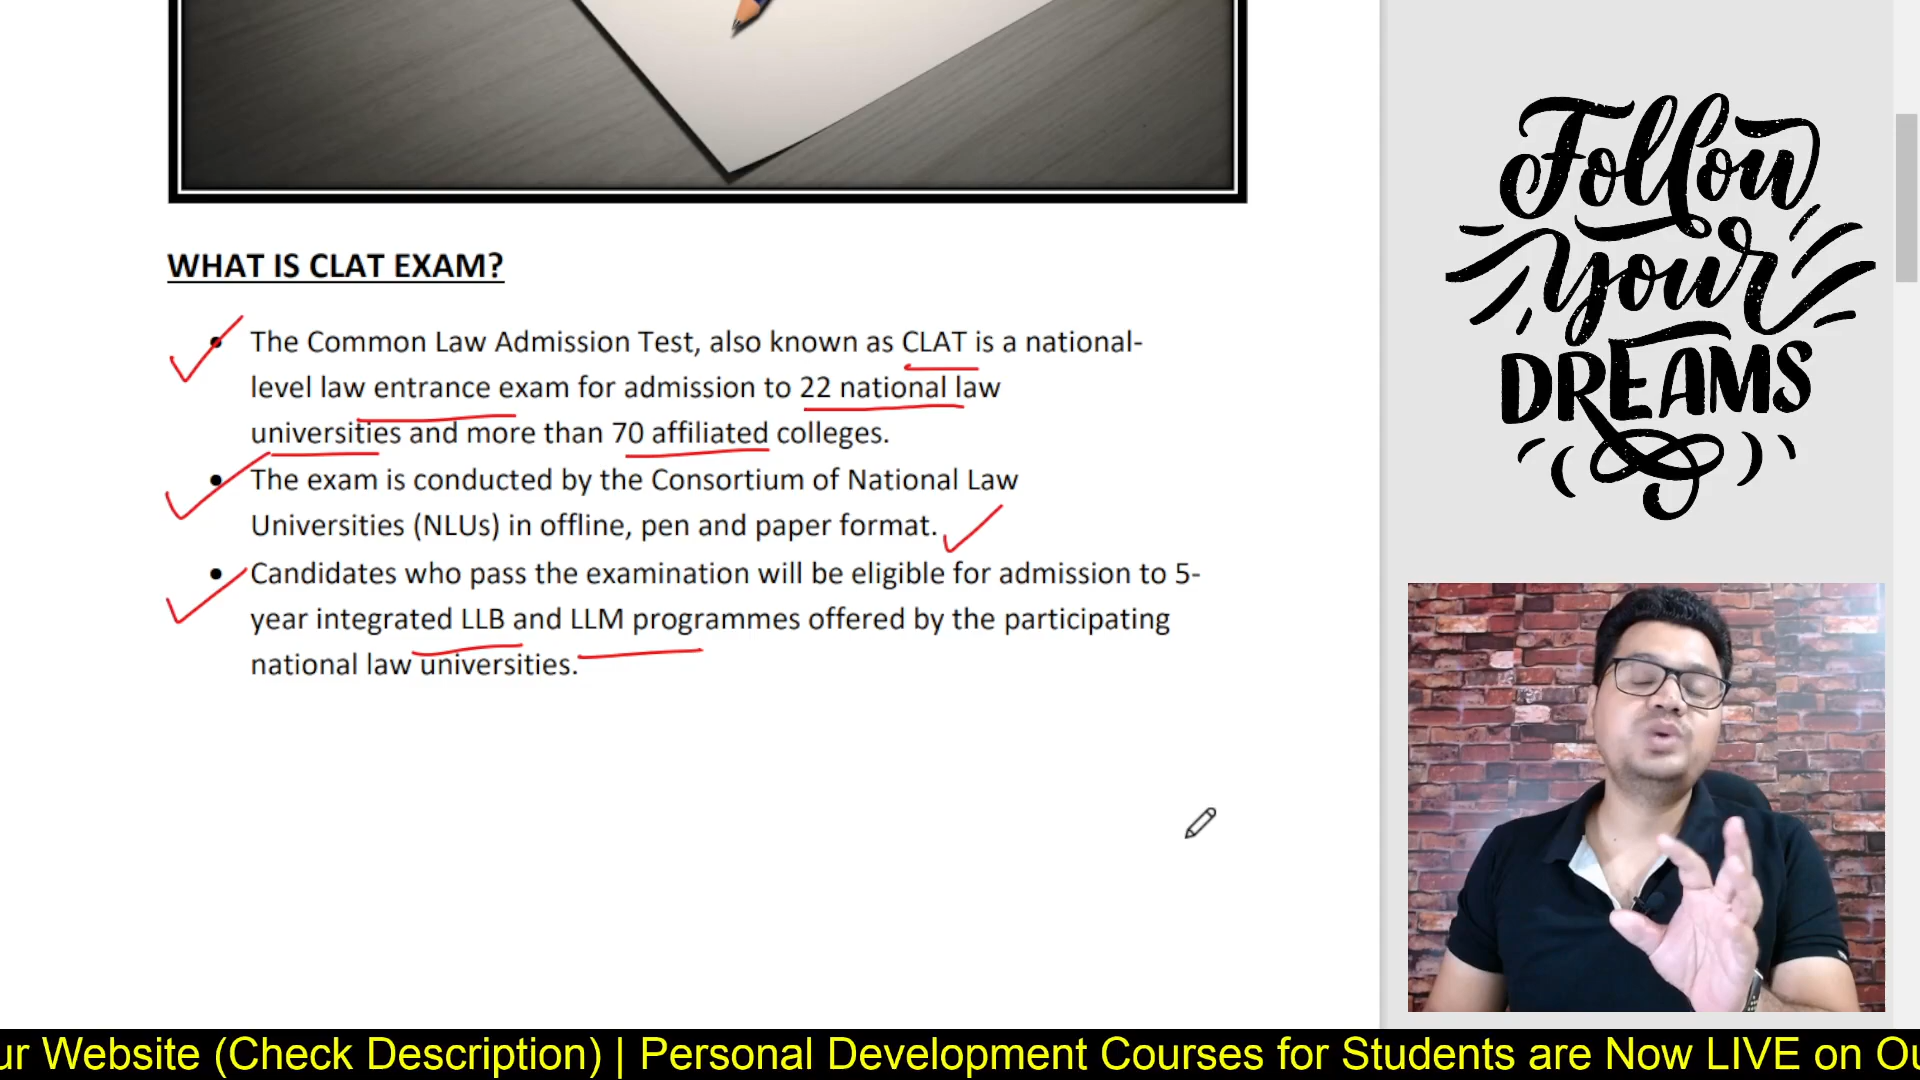 WHAT IS CLAT EXAM?
The Common Law Admission Test, also known as CLAT is a national-
level law entrance exam for admission to 22 national law
universities and more than 70 affiliated colleges.
The exam is conducted by the Consortium of National Law
Universities (NLUs) in offline, pen and paper format.
Candidates who pass the examination will be eligible for admission to 5-
year integrated LLB and LLM programmes offered by the participating
national law universities.
Follow
Your
DREAMS
ur Website (Check Description) | Personal Development Courses for Students are Now LIVE on Ou